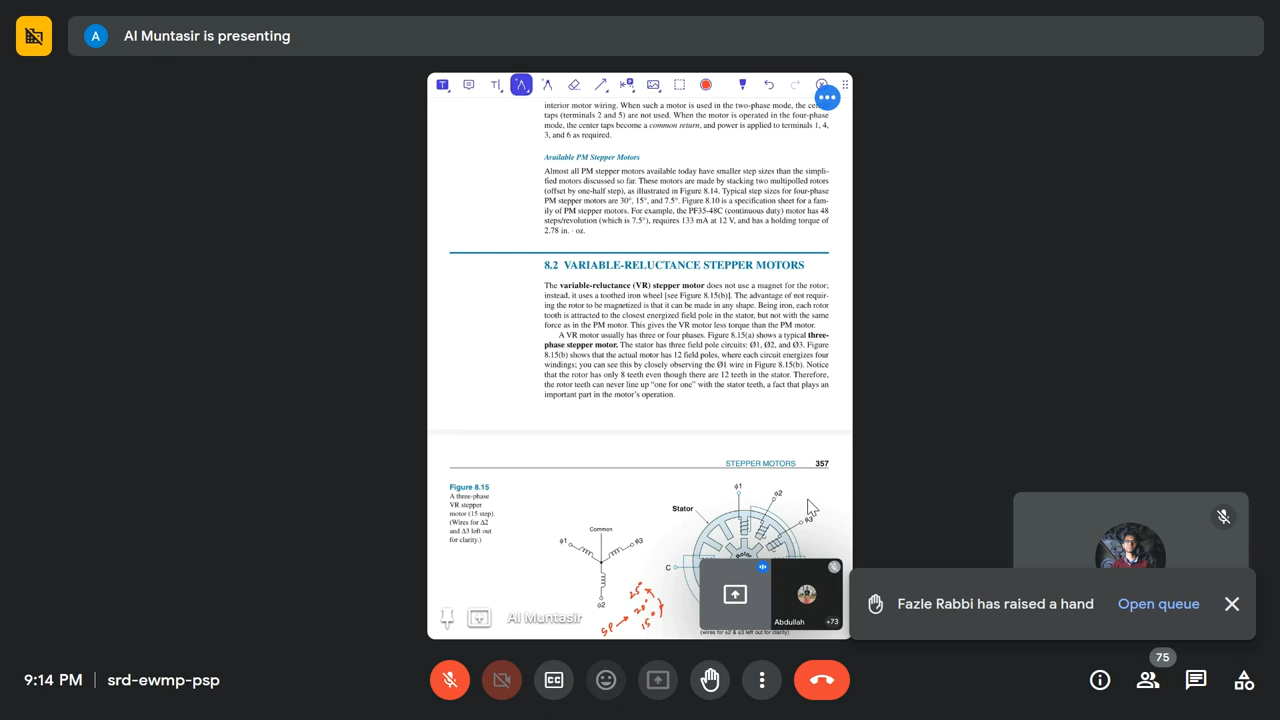 A
Al Muntasir is presenting
interior motor wiring. When such a motor is used in the two-phase mode, the center
taps (terminals 2 and 5) are not used. When the motor is operated in the four-phase
mode, the center taps become a common return, and power is applied to terminals 1, 4,
3, and 6 as required.
Available PM Stepper Motors
Almost all PM stepper motors available today have smaller step sizes than the simpli-
fied motors discussed so far. These motors are made by stacking two multipolled rotors
(offset by one-half step), as illustrated in Figure 8.14. Typical step sizes for four-phase
PM stepper motors are 30°, 15°, and 7.5°. Figure 8.10 is a specification sheet for a fam-
ily of PM stepper motors. For example, the PF35-48C (continuous duty) motor has 48
steps/revolution (which is 7.5°), requires 133 mA at 12 V, and has a holding torque of
2.78 in. · oz.
8.2 VARIABLE-RELUCTANCE STEPPER MOTORS
The variable-reluctance (VR) stepper motor does not use a magnet for the rotor;
instead, it uses a toothed iron wheel [see Figure 8.15(b)]. The advantage of not requir-
ing the rotor to be magnetized is that it can be made in any shape. Being iron, each rotor
tooth is attracted to the closest energized field pole in the stator, but not with the same
force as in the PM motor. This gives the VR motor less torque than the PM motor.
A VR motor usually has three or four phases. Figure 8.15(a) shows a typical three-
phase stepper motor. The stator has three field pole circuits: Ø1, Ø2, and Ø3. Figure
8.15(b) shows that the actual motor has 12 field poles, where each circuit energizes four
windings; you can see this by closely observing the Ø1 wire in Figure 8.15(b). Notice
that the rotor has only 8 teeth even though there are 12 teeth in the stator. Therefore,
the rotor teeth can never line up “one for one” with the stator teeth, a fact that plays an
important part in the motor’s operation.
STEPPER MOTORS 357
Figure 8.15
A three-phase
VR stepper
motor (15 step).
(Wires for Δ2
and Δ3 left out
for clarity.)
Common
ϕ1
ϕ3
ϕ2
ϕ1
ϕ2
ϕ3
Stator
Rotor
C
25°
20°
15°
SP
(wires for ϕ2 & ϕ3 left out for clarity)
Al Muntasir
Abdullah +73
Fazle Rabbi has raised a hand Open queue
9:14 PM | srd-ewmp-psp
CC
75